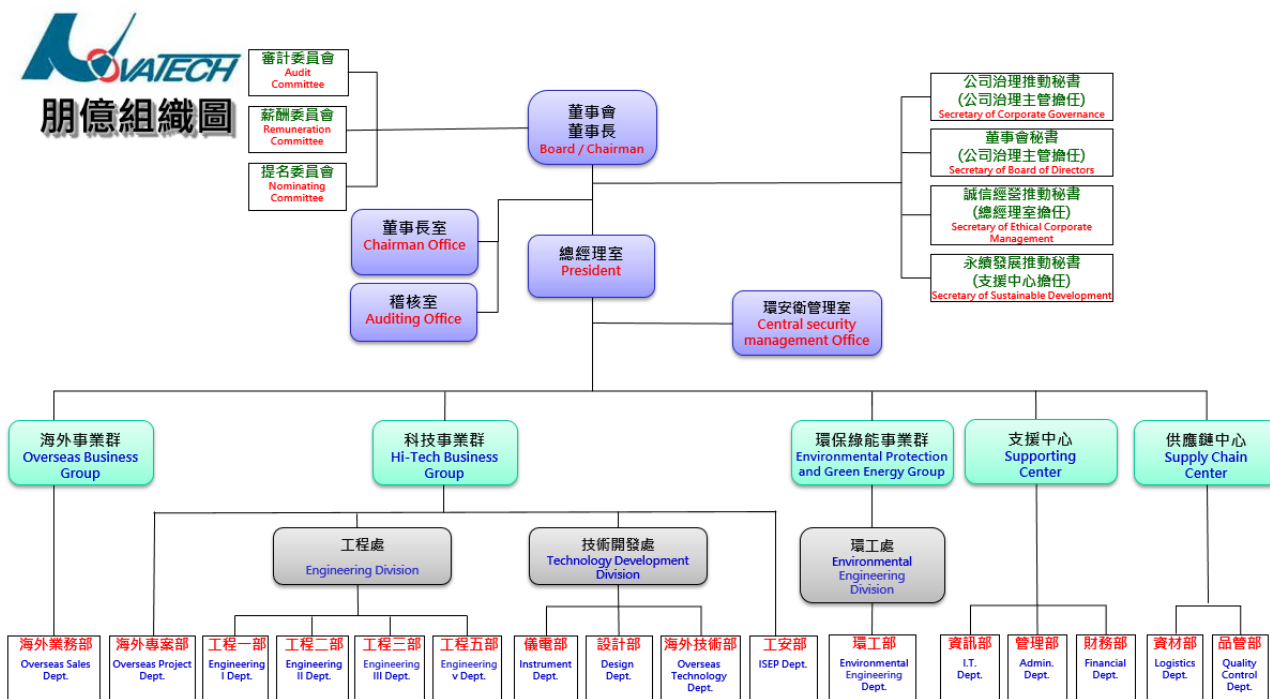 NOVATECH
朋億組織圖
審計委員會
Audit
Committee
薪酬委員會
Remuneration
Committee
提名委員會
Nominating
Committee
董事會
董事長
Board / Chairman
公司治理推動秘書
(公司治理主管擔任)
Secretary of Corporate Governance
董事會秘書
(公司治理主管擔任)
Secretary of Board of Directors
誠信經營推動秘書
(總經理室擔任)
Secretary of Ethical Corporate
Management
永續發展推動秘書
(支援中心擔任)
Secretary of Sustainable Development
董事長室
Chairman Office
總經理室
President
稽核室
Auditing Office
環安衛管理室
Central security
management Office
海外事業群
Overseas Business
Group
科技事業群
Hi-Tech Business
Group
環保綠能事業群
Environmental Protection
and Green Energy Group
支援中心
Supporting
Center
供應鏈中心
Supply Chain
Center
工程處
Engineering Division
技術開發處
Technology Development
Division
環工處
Environmental
Engineering
Division
海外業務部
Overseas Sales
Dept.
海外專案部
Overseas Project
Dept.
工程一部
Engineering
I Dept.
工程二部
Engineering
II Dept.
工程三部
Engineering
III Dept.
工程五部
Engineering
v Dept.
儀電部
Instrument
Dept.
設計部
Design
Dept.
海外技術部
Overseas
Technology
Dept.
工安部
ISEP Dept.
環工部
Environmental
Engineering
Dept.
資訊部
I.T.
Dept.
管理部
Admin.
Dept.
財務部
Financial
Dept.
資材部
Logistics
Dept.
品管部
Quality
Control
Dept.